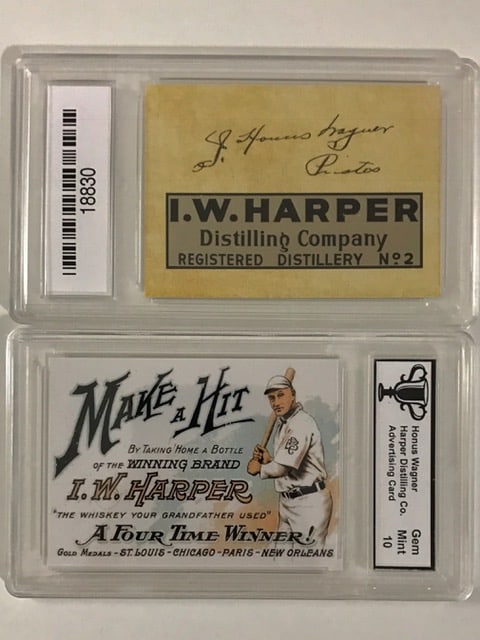 18830
J. Honus Wagner
Pirates
I.W. HARPER
Distilling Company
REGISTERED DISTILLERY Nº2
MAKE A HIT
BY TAKING HOME A BOTTLE
OF THE WINNING BRAND
I.W. HARPER
"THE WHISKEY YOUR GRANDFATHER USED"
A FOUR TIME WINNER!
GOLD MEDALS - ST. LOUIS - CHICAGO - PARIS - NEW ORLEANS
Honus Wagner
Harper Distilling Co.
Advertising Card
Gem
Mint
10